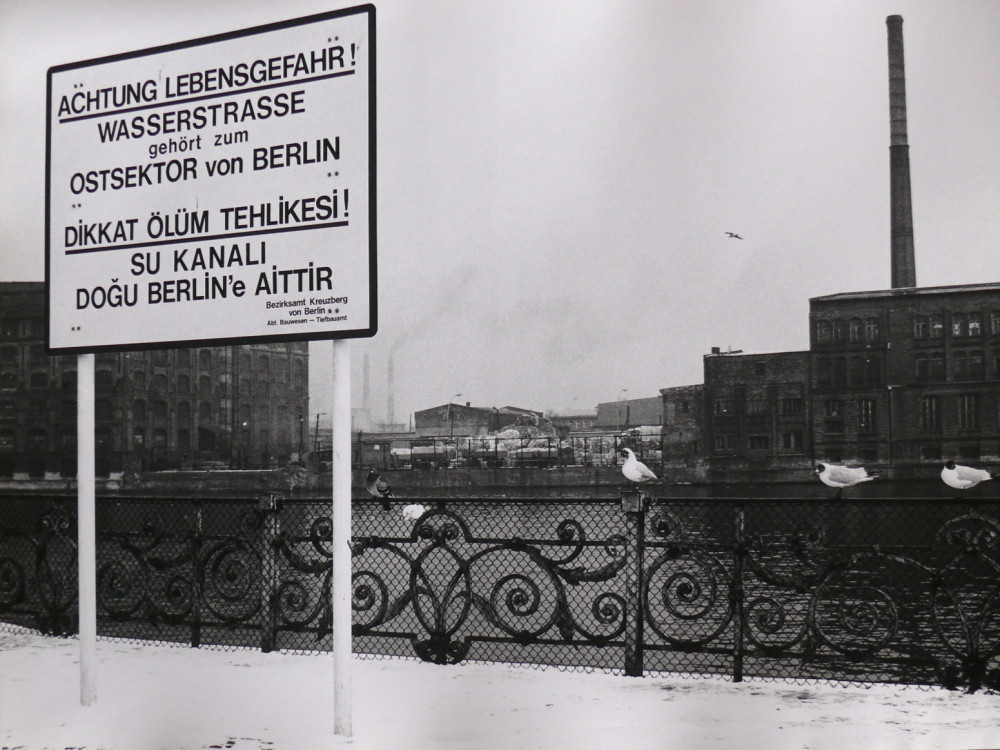 ACHTUNG LEBENSGEFAHR!
WASSERSTRASSE
gehört zum
OSTSEKTOR von BERLIN
DİKKAT ÖLÜM TEHLİKESİ!
SU KANALI
DOĞU BERLİN'e AİTTİR
Bezirksamt Kreuzberg
von Berlin
Abt. Bauwesen — Tiefbauamt